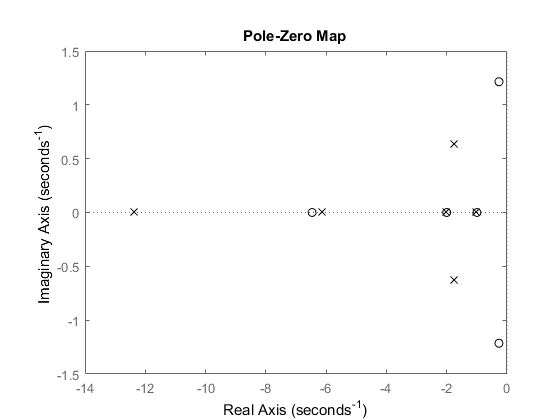 Pole-Zero Map
1.5
1
0.5
0
-0.5
-1
-1.5
Imaginary Axis (seconds⁻¹)
-14 -12 -10 -8 -6 -4 -2 0
Real Axis (seconds⁻¹)